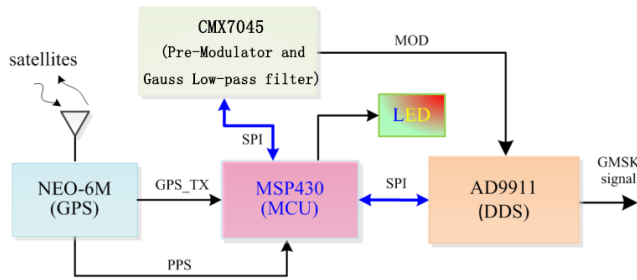 CMX7045
(Pre-Modulator and
Gauss Low-pass filter)
MOD
satellites
LED
SPI
NEO-6M
(GPS)
GPS_TX
MSP430
(MCU)
SPI
AD9911
(DDS)
GMSK
signal
PPS